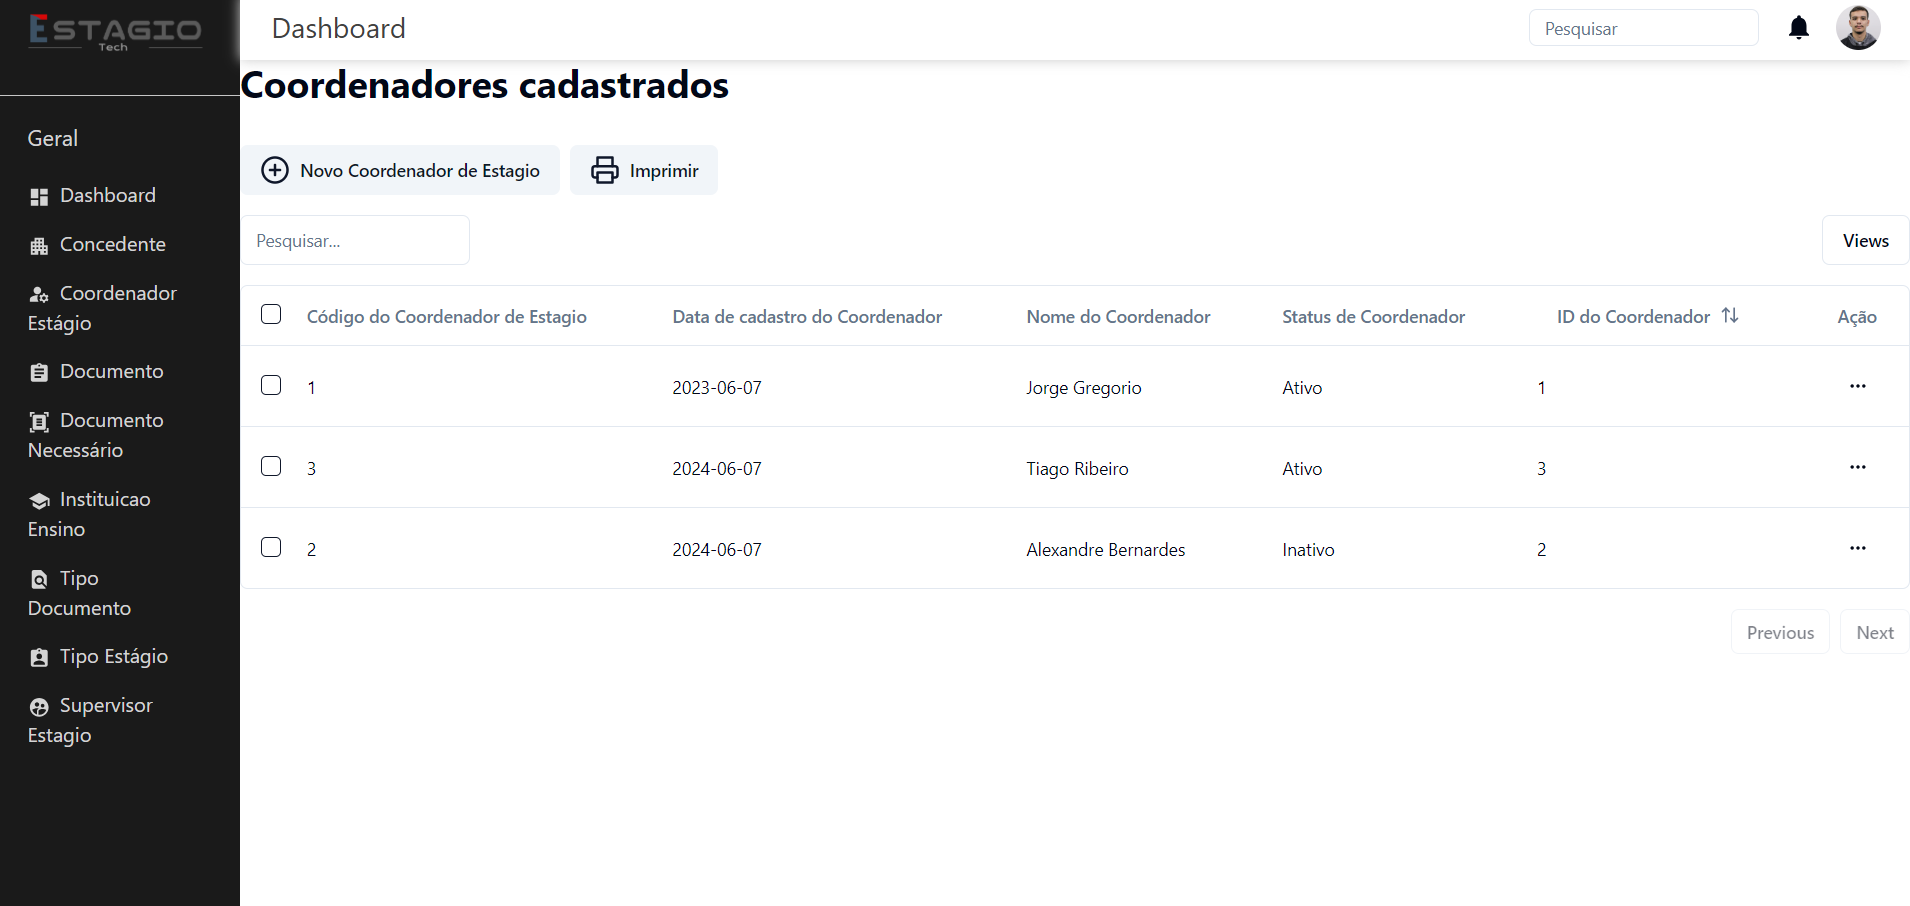 ESTAGIO
Tech
Dashboard
Pesquisar
Geral
Dashboard
Concedente
Coordenador
Estágio
Documento
Documento
Necessário
Instituicao
Ensino
Tipo
Documento
Tipo Estágio
Supervisor
Estagio
Coordenadores cadastrados
Novo Coordenador de Estagio
Imprimir
Pesquisar...
Views
Código do Coordenador de Estagio Data de cadastro do Coordenador Nome do Coordenador Status de Coordenador ID do Coordenador Ação
1 2023-06-07 Jorge Gregorio Ativo 1 ...
3 2024-06-07 Tiago Ribeiro Ativo 3 ...
2 2024-06-07 Alexandre Bernardes Inativo 2 ...
Previous Next